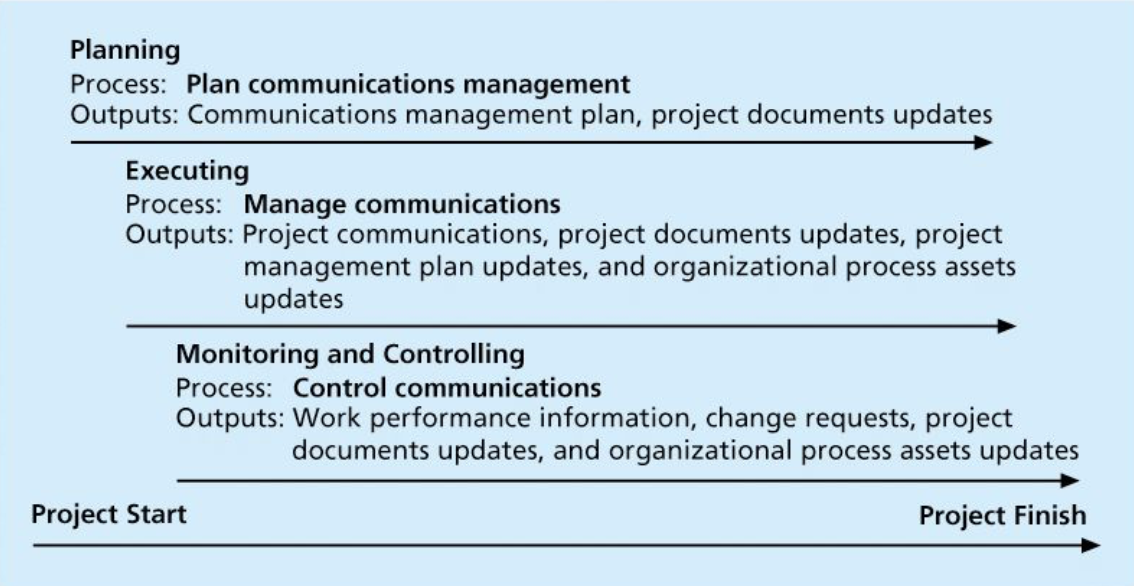 Planning
Process: Plan communications management
Outputs: Communications management plan, project documents updates
Executing
Process: Manage communications
Outputs: Project communications, project documents updates, project
management plan updates, and organizational process assets
updates
Monitoring and Controlling
Process: Control communications
Outputs: Work performance information, change requests, project
documents updates, and organizational process assets updates
Project Start
Project Finish